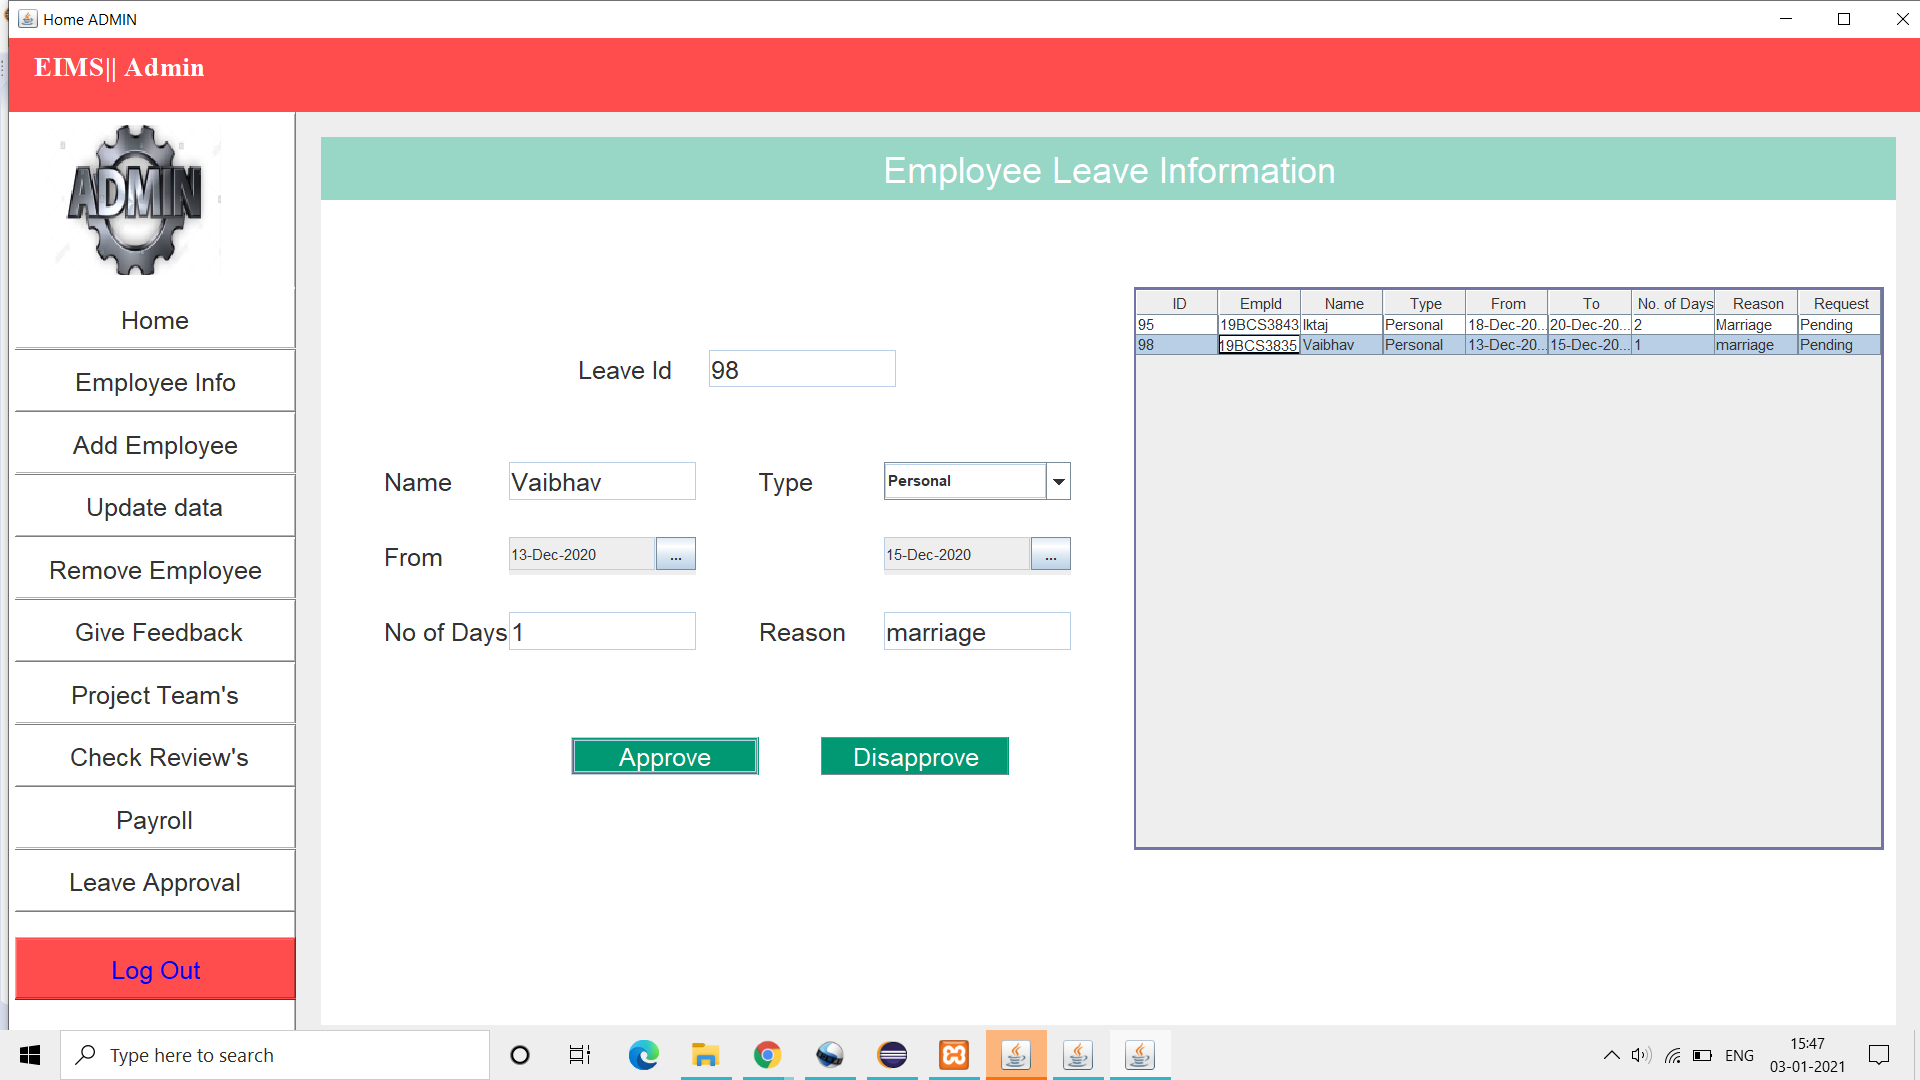 Home ADMIN
EIMS|| Admin
ADMIN
Home
Employee Info
Add Employee
Update data
Remove Employee
Give Feedback
Project Team's
Check Review's
Payroll
Leave Approval
Log Out
Employee Leave Information
Leave Id 98
Name Vaibhav Type Personal
From 13-Dec-2020 ... 15-Dec-2020 ...
No of Days 1 Reason marriage
Approve Disapprove
ID EmpId Name Type From To No. of Days Reason Request
95 19BCS3843 Iktaj Personal 18-Dec-20... 20-Dec-20... 2 Marriage Pending
98 19BCS3835 Vaibhav Personal 13-Dec-20... 15-Dec-20... 1 marriage Pending
Type here to search
ENG
15:47
03-01-2021